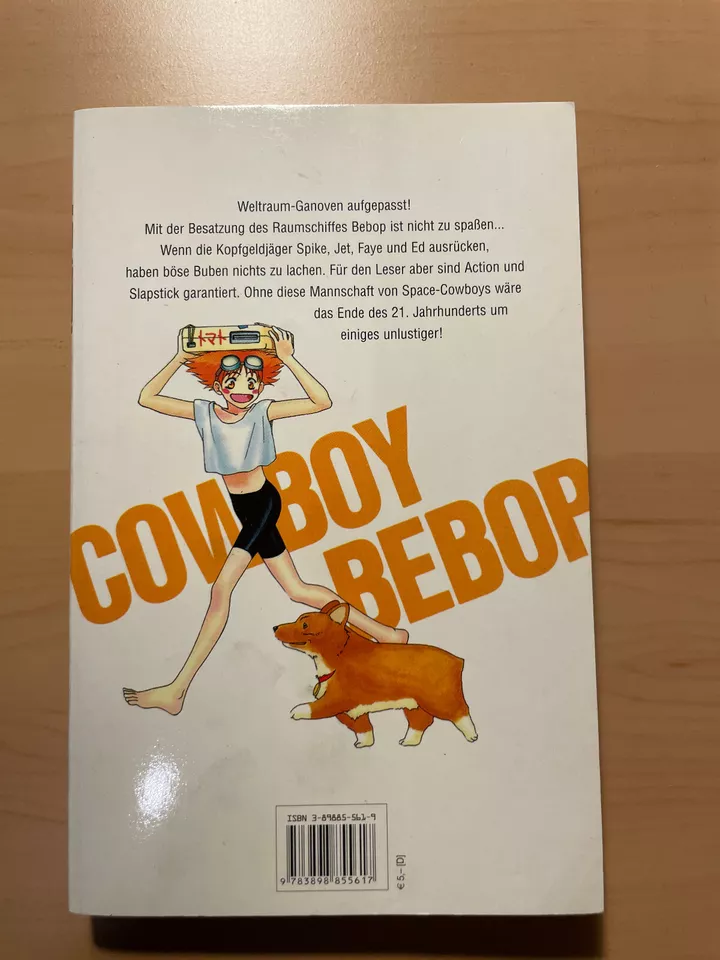 Weltraum-Ganoven aufgepasst!
Mit der Besatzung des Raumschiffes Bebop ist nicht zu spaßen...
Wenn die Kopfgeldjäger Spike, Jet, Faye und Ed ausrücken,
haben böse Buben nichts zu lachen. Für den Leser aber sind Action und
Slapstick garantiert. Ohne diese Mannschaft von Space-Cowboys wäre
das Ende des 21. Jahrhunderts um
einiges unlustiger!
トマト
COWBOY
BEBOP
ISBN 3-89885-561-9
9 783898 855617
€ 5,– [D]